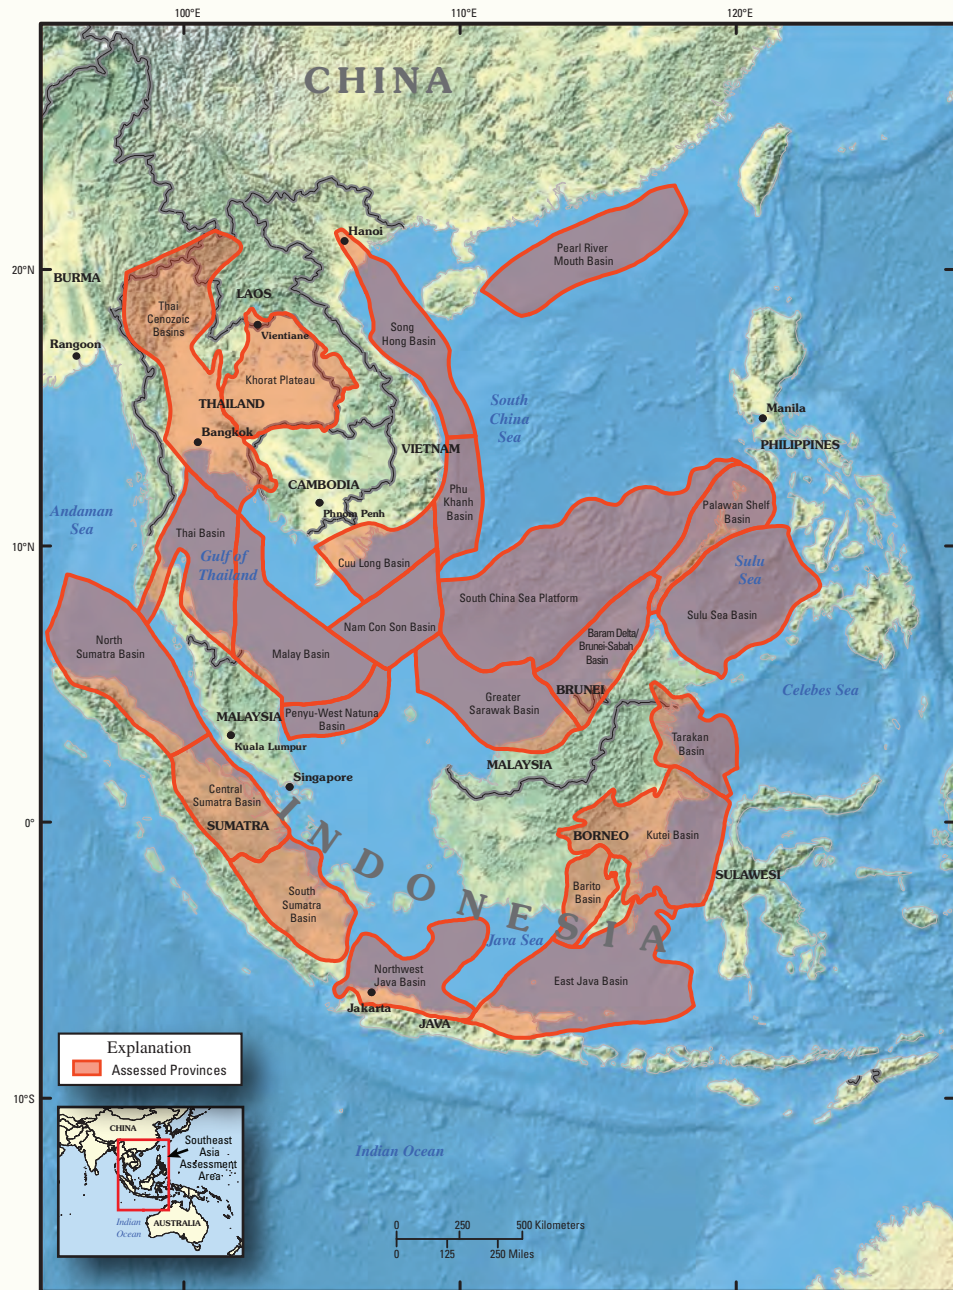 100°E
110°E
120°E
CHINA
Hanoi
Pearl River
Mouth Basin
20°N
BURMA
LAOS
Thai
Cenozoic
Basins
Vientiane
Song
Hong Basin
Rangoon
Khorat Plateau
South
China
Sea
THAILAND
Manila
Bangkok
VIETNAM
PHILIPPINES
CAMBODIA
Phu
Khanh
Basin
Andaman
Sea
Phnom Penh
Palawan Shelf
Basin
10°N
Thai Basin
Gulf of
Thailand
Cuu Long Basin
Sulu
Sea
South China Sea Platform
Sulu Sea Basin
North
Sumatra Basin
Nam Con Son Basin
Baram Delta/
Brunei-Sabah
Basin
Malay Basin
BRUNEI
Celebes Sea
Greater
Sarawak Basin
MALAYSIA
Penyu-West Natuna
Basin
Kuala Lumpur
Tarakan
Basin
MALAYSIA
Singapore
Central
Sumatra Basin
SUMATRA
0°
INDONESIA
BORNEO
Kutei Basin
SULAWESI
South
Sumatra
Basin
Barito
Basin
Java Sea
Northwest
Java Basin
East Java Basin
Jakarta
JAVA
Explanation
Assessed Provinces
10°S
CHINA
Southeast
Asia
Assessment
Area
Indian
Ocean
AUSTRALIA
Indian Ocean
0 250 500 Kilometers
0 125 250 Miles